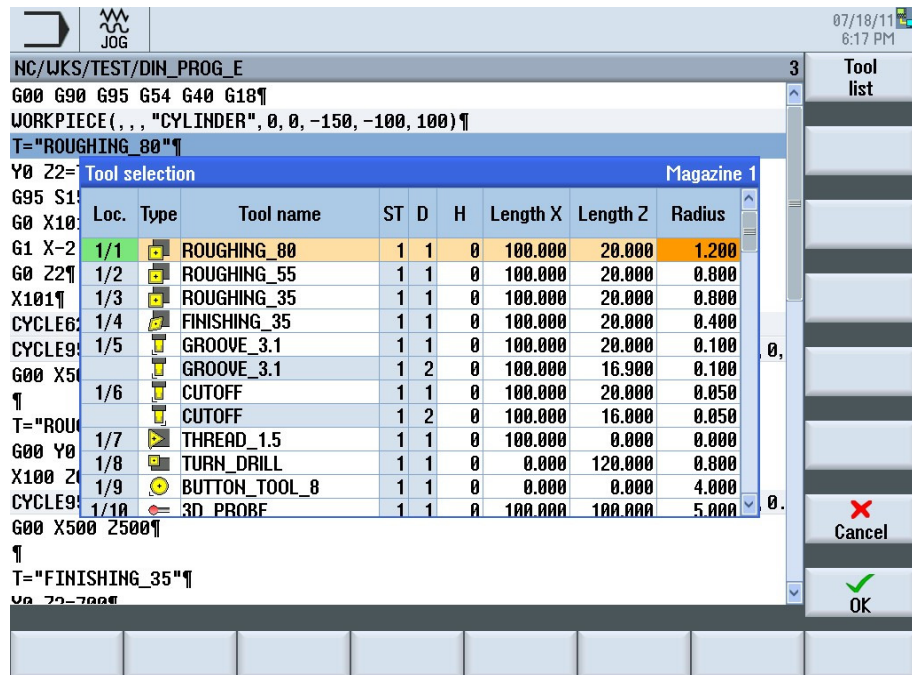 JOG
07/18/11
6:17 PM
NC/WKS/TEST/DIN_PROG_E 3
Tool
list
G00 G90 G95 G54 G40 G18¶
WORKPIECE(,,,"CYLINDER",0,0,-150,-100,100)¶
T="ROUGHING_80"¶
Y0 Z2=
Tool selection Magazine 1
G95 S1
Loc. Type Tool name ST D H Length X Length Z Radius
G0 X10
G1 X-2 1/1 ROUGHING_80 1 1 0 100.000 20.000 1.200
G0 Z2¶ 1/2 ROUGHING_55 1 1 0 100.000 20.000 0.800
X101¶ 1/3 ROUGHING_35 1 1 0 100.000 20.000 0.800
CYCLE6 1/4 FINISHING_35 1 1 0 100.000 20.000 0.400
CYCLE9 1/5 GROOVE_3.1 1 1 0 100.000 20.000 0.100 0,
G00 X50 GROOVE_3.1 1 2 0 100.000 16.900 0.100
¶ 1/6 CUTOFF 1 1 0 100.000 20.000 0.050
T="ROU CUTOFF 1 2 0 100.000 16.000 0.050
1/7 THREAD_1.5 1 1 0 100.000 0.000 0.000
G00 Y0 1/8 TURN_DRILL 1 1 0 0.000 120.000 0.800
X100 Z 1/9 BUTTON_TOOL_8 1 1 0 0.000 0.000 4.000
CYCLE9 1/10 3D_PROBE 1 1 0 100.000 100.000 5.000 0.
G00 X500 Z500¶
¶
T="FINISHING_35"¶
Y0 Z2=700¶
Cancel
OK